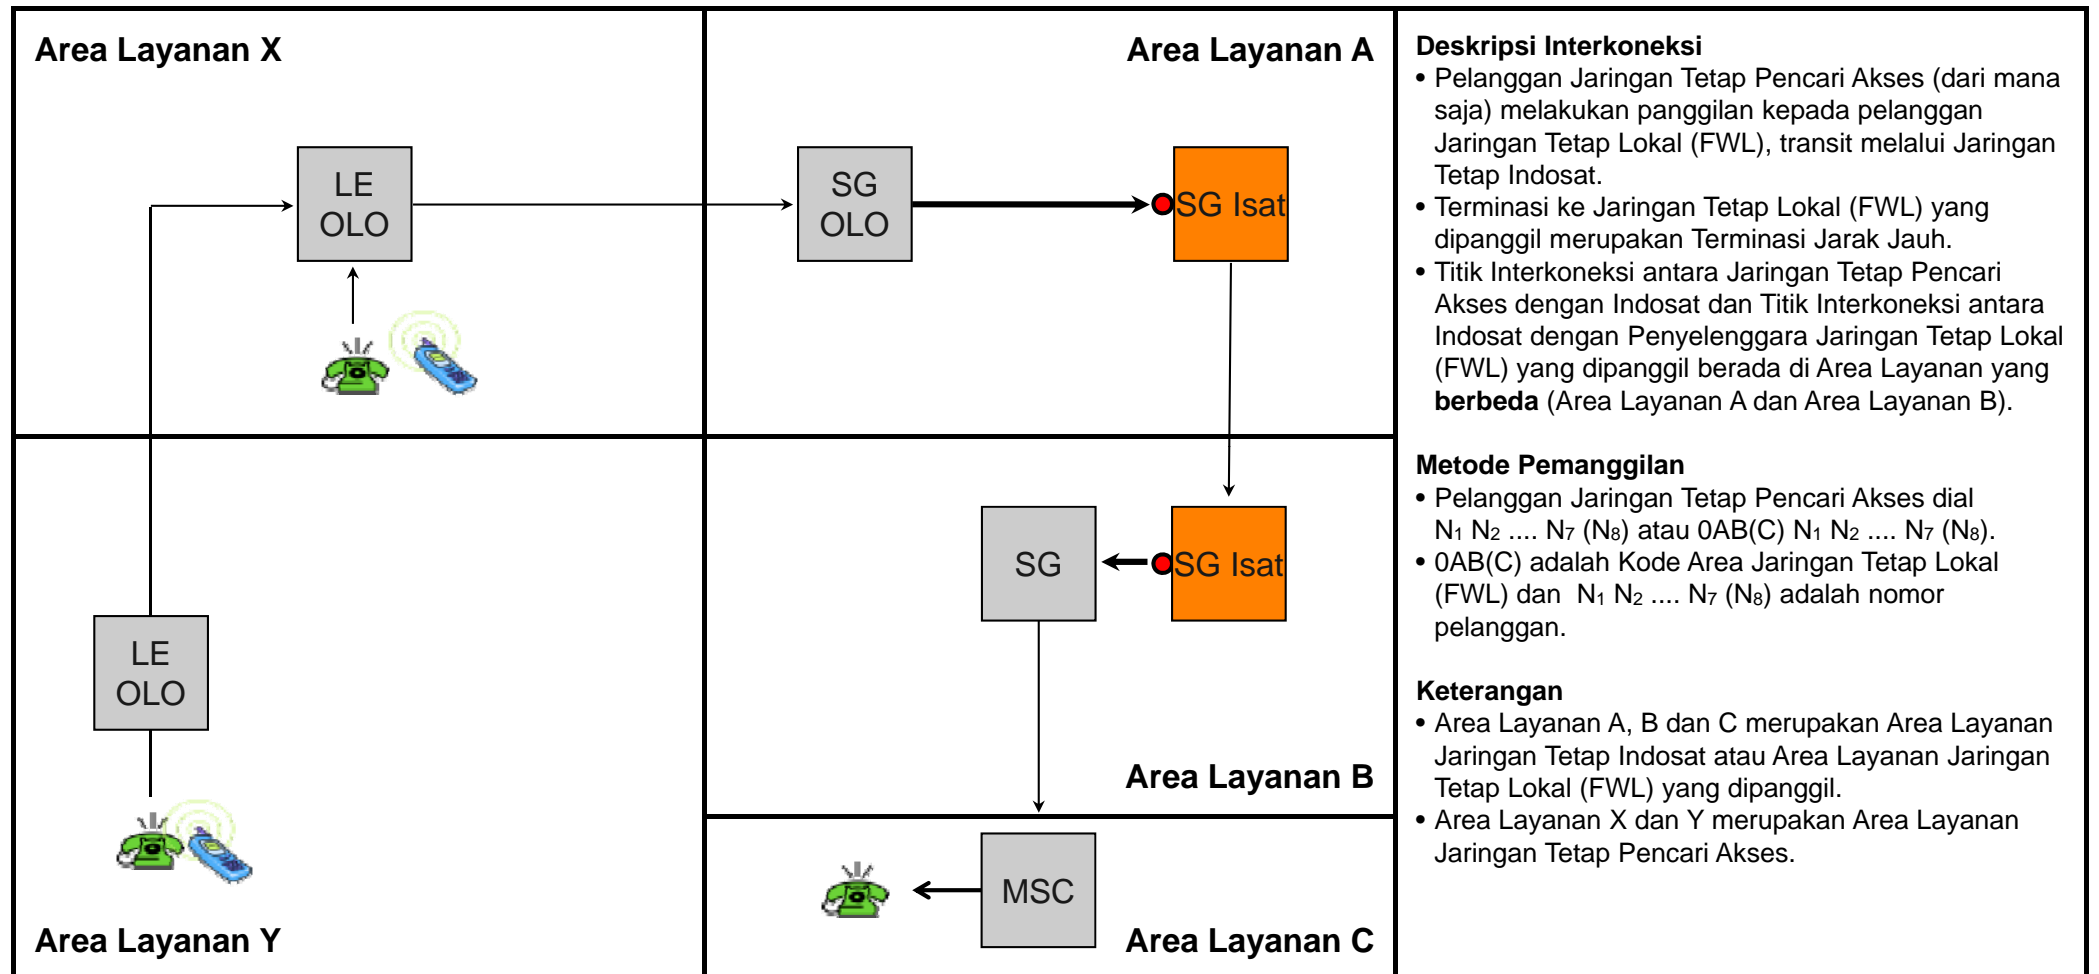 Area Layanan X
LE
OLO
Area Layanan A
SG
OLO
SG Isat
LE
OLO
Area Layanan Y
SG
SG Isat
Area Layanan B
MSC
Area Layanan C
Deskripsi Interkoneksi
• Pelanggan Jaringan Tetap Pencari Akses (dari mana
saja) melakukan panggilan kepada pelanggan
Jaringan Tetap Lokal (FWL), transit melalui Jaringan
Tetap Indosat.
• Terminasi ke Jaringan Tetap Lokal (FWL) yang
dipanggil merupakan Terminasi Jarak Jauh.
• Titik Interkoneksi antara Jaringan Tetap Pencari
Akses dengan Indosat dan Titik Interkoneksi antara
Indosat dengan Penyelenggara Jaringan Tetap Lokal
(FWL) yang dipanggil berada di Area Layanan yang
berbeda (Area Layanan A dan Area Layanan B).
Metode Pemanggilan
• Pelanggan Jaringan Tetap Pencari Akses dial
N₁ N₂ .... N₇ (N₈) atau 0AB(C) N₁ N₂ .... N₇ (N₈).
• 0AB(C) adalah Kode Area Jaringan Tetap Lokal
(FWL) dan N₁ N₂ .... N₇ (N₈) adalah nomor
pelanggan.
Keterangan
• Area Layanan A, B dan C merupakan Area Layanan
Jaringan Tetap Indosat atau Area Layanan Jaringan
Tetap Lokal (FWL) yang dipanggil.
• Area Layanan X dan Y merupakan Area Layanan
Jaringan Tetap Pencari Akses.